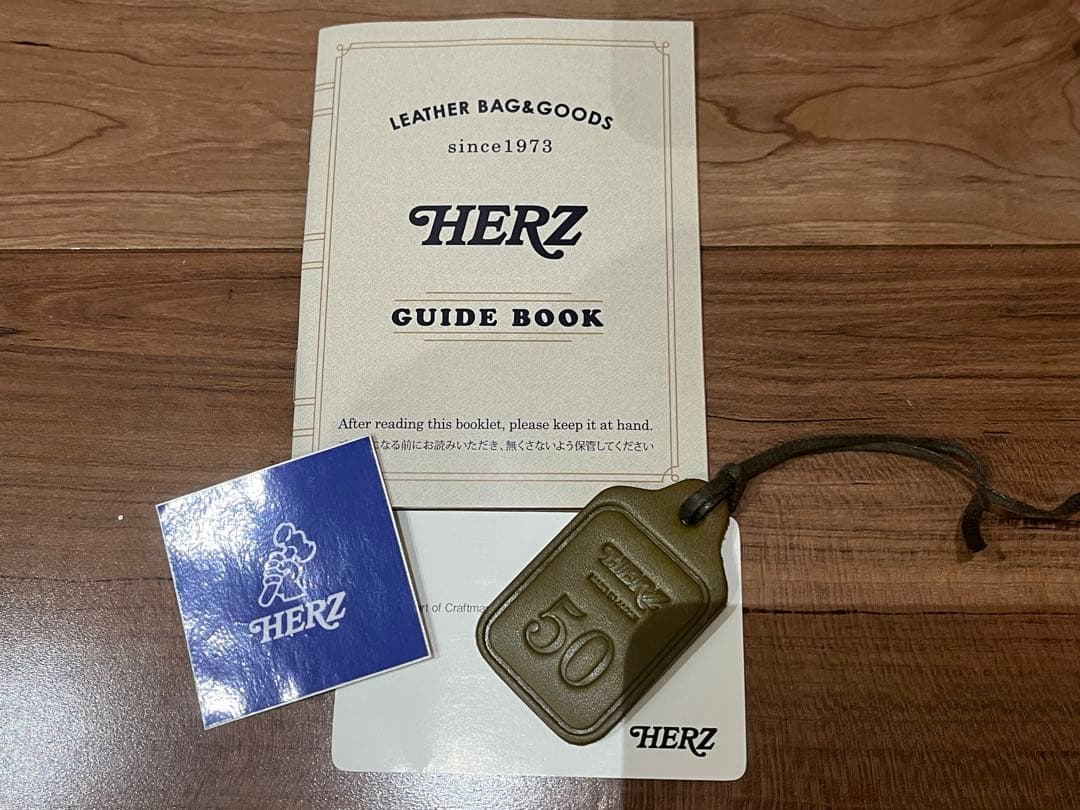 LEATHER BAG&GOODS
since1973
HERZ
GUIDE BOOK
After reading this booklet, please keep it at hand.
なる前にお読みいただき、無くさないよう保管してください
HERZ
HERZ
50
of Craftma
HERZ